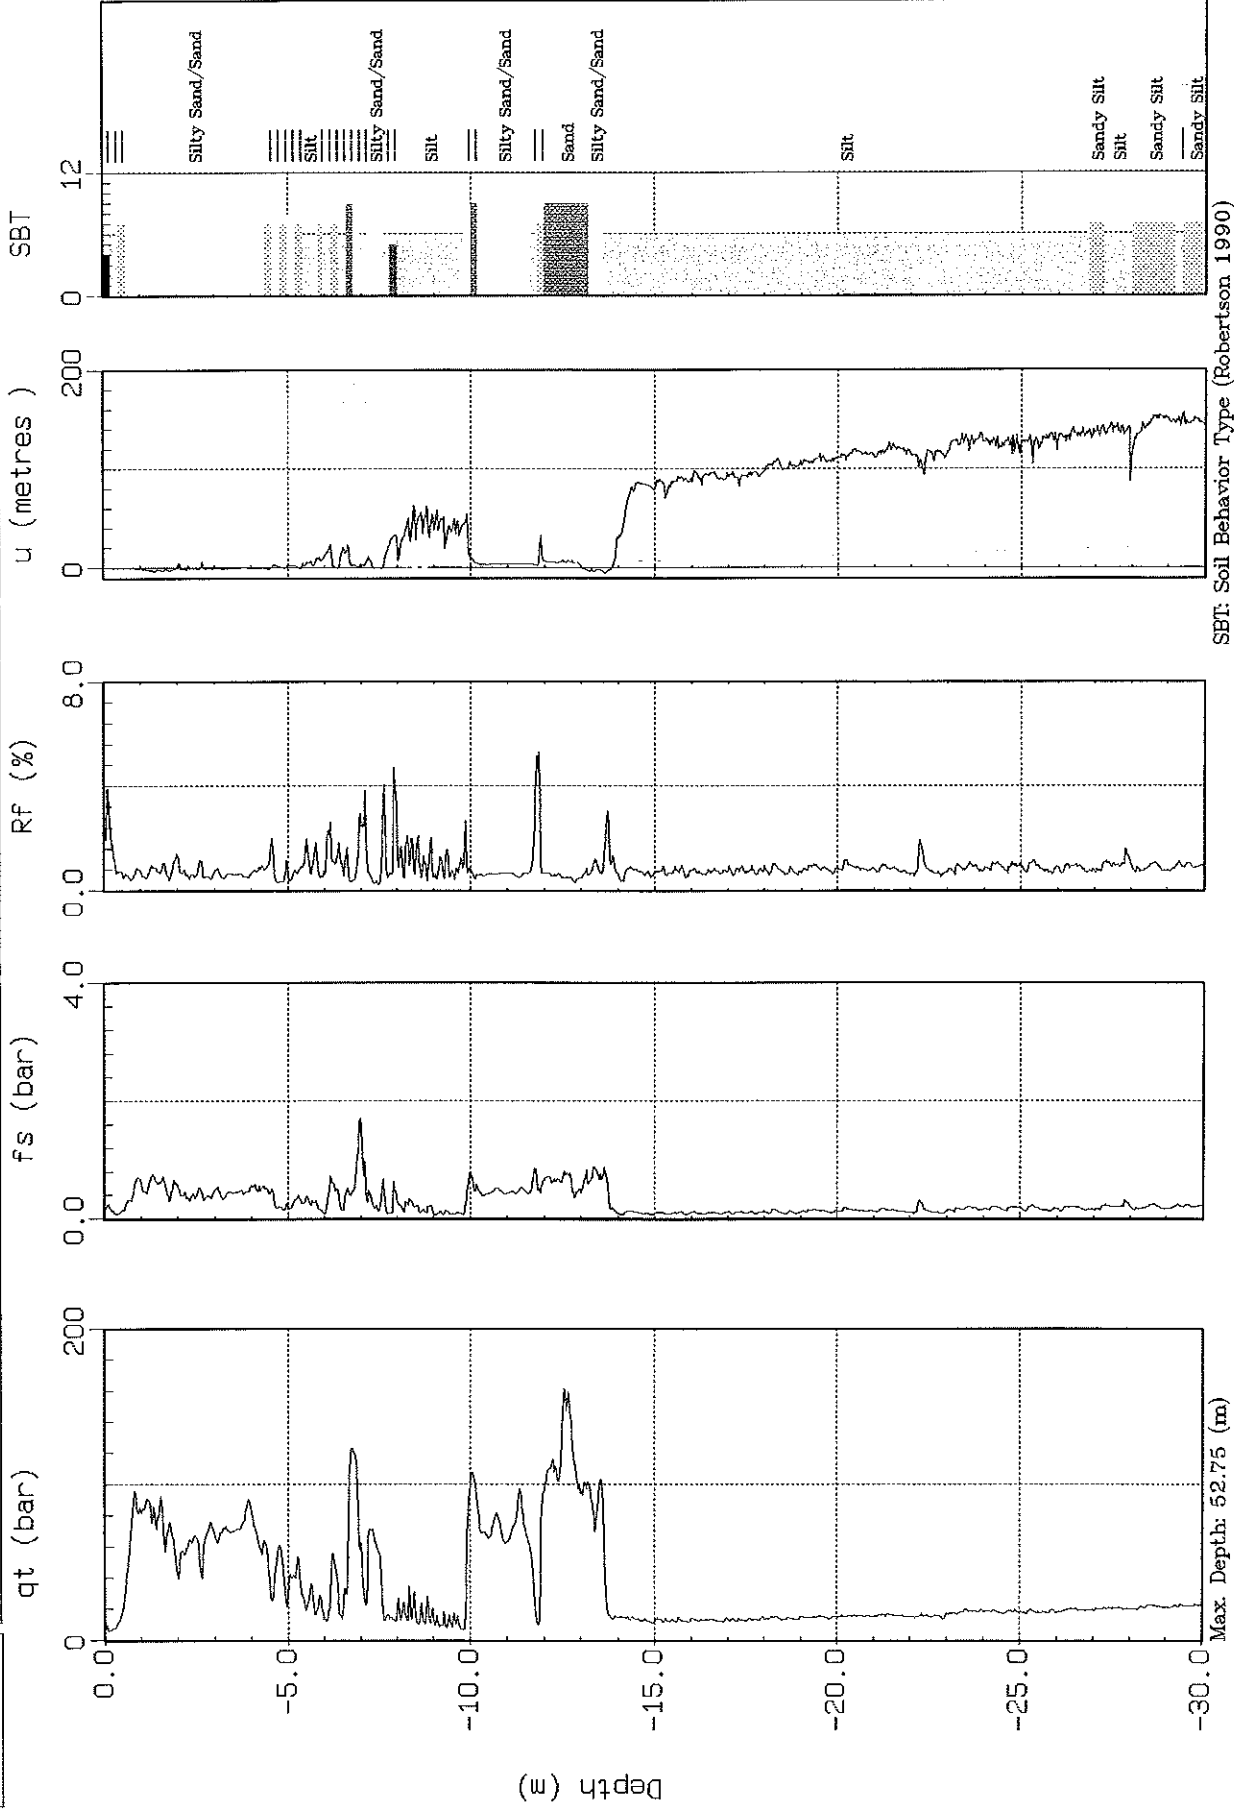 qt (bar)
fs (bar)
Rf (%)
u (metres )
SBT
0
200
0.0
4.0
0.0
8.0
0
200
0
12
0.0
-5.0
-10.0
-15.0
-20.0
-25.0
-30.0
Depth (m)
Silty Sand/Sand
Silt
Silty Sand/Sand
Silt
Silty Sand/Sand
Sand
Silty Sand/Sand
Silt
Sandy Silt
Silt
Sandy Silt
Sandy Silt
Max. Depth: 52.75 (m)
SBT: Soil Behavior Type (Robertson 1990)